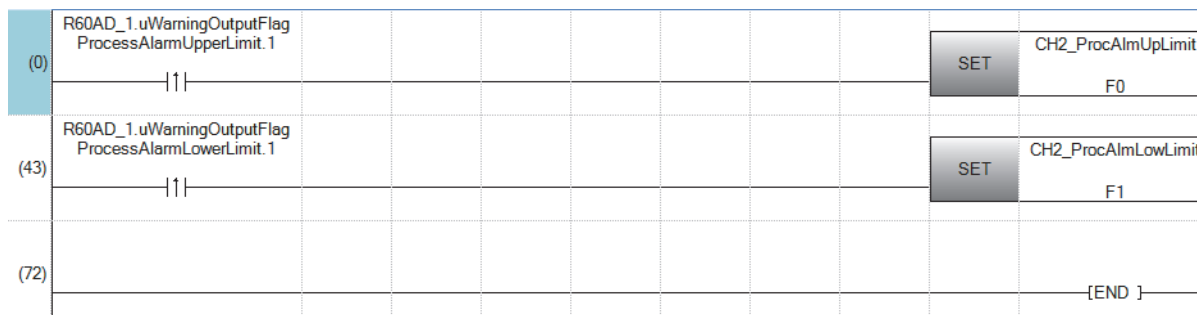 R60AD_1.uWarningOutputFlag
ProcessAlarmUpperLimit.1
(0)
SET
CH2_ProcAlmUpLimit
F0
R60AD_1.uWarningOutputFlag
ProcessAlarmLowerLimit.1
(43)
SET
CH2_ProcAlmLowLimit
F1
(72)
[END ]